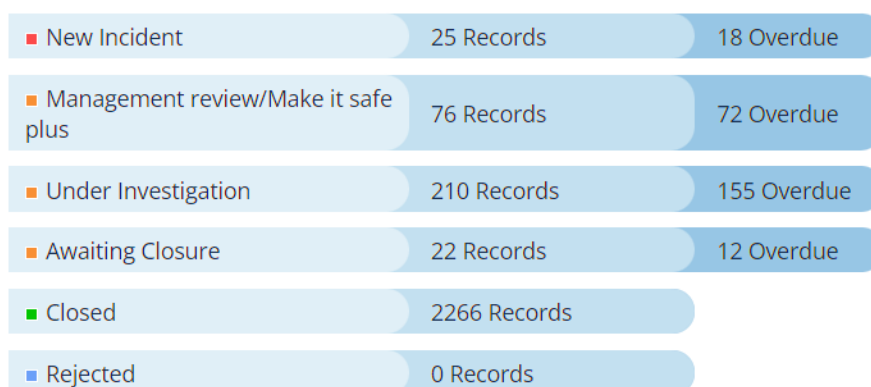 New Incident 25 Records 18 Overdue
Management review/Make it safe
plus 76 Records 72 Overdue
Under Investigation 210 Records 155 Overdue
Awaiting Closure 22 Records 12 Overdue
Closed 2266 Records
Rejected 0 Records